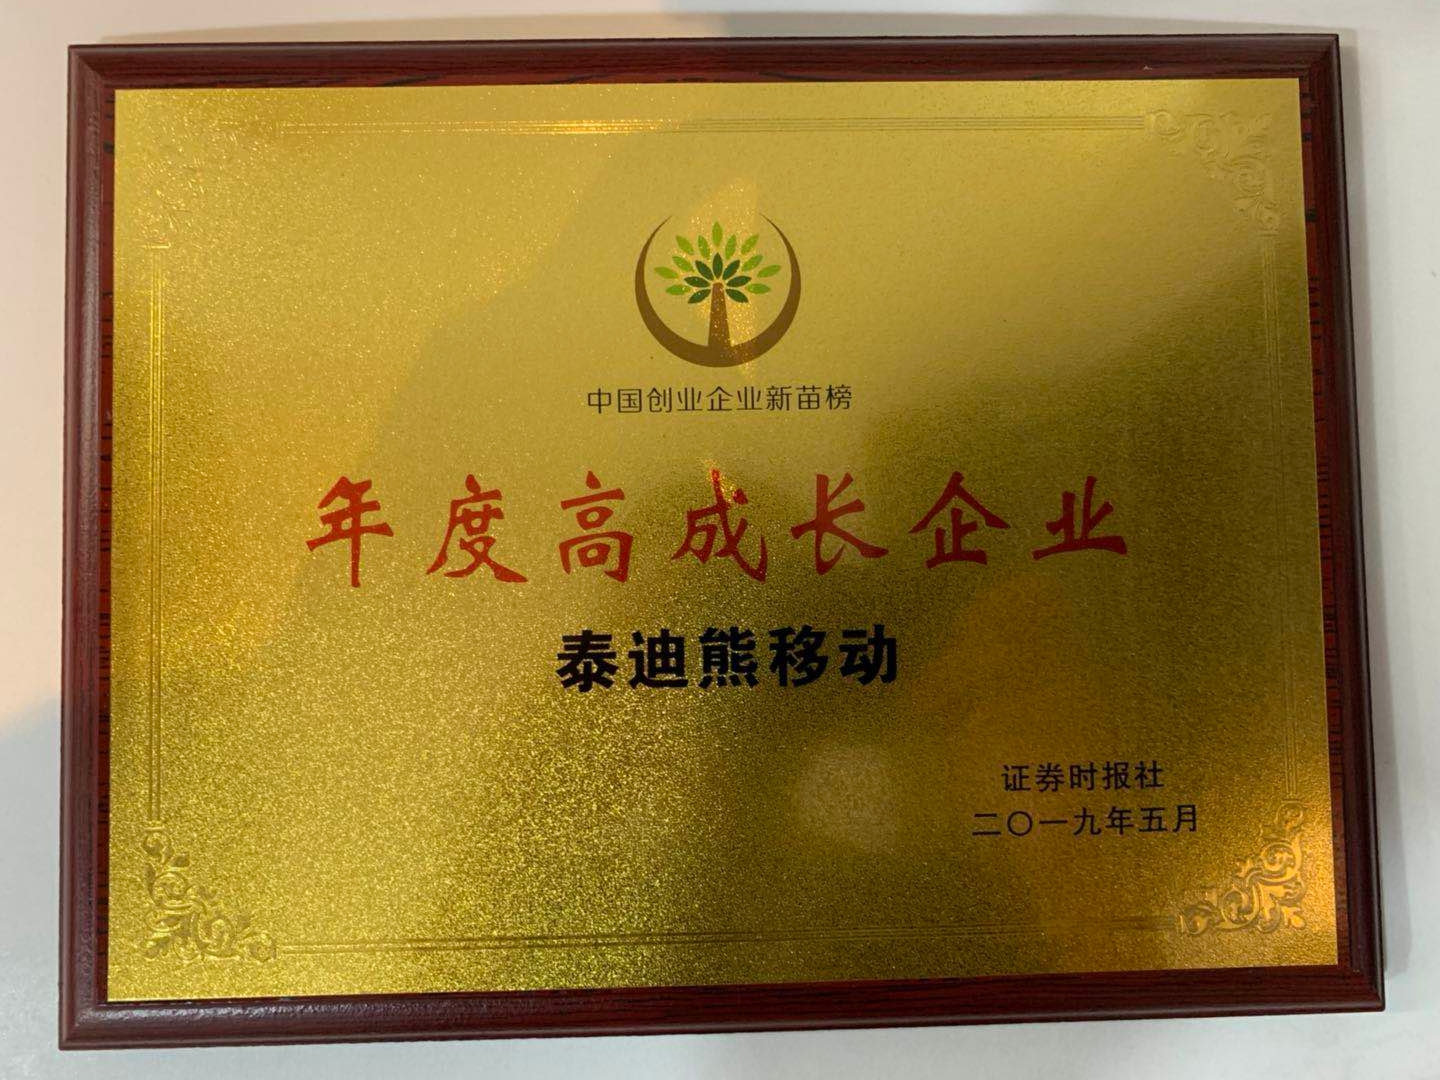 中国创业企业新苗榜
年度高成长企业
泰迪熊移动
证券时报社
二〇一九年五月